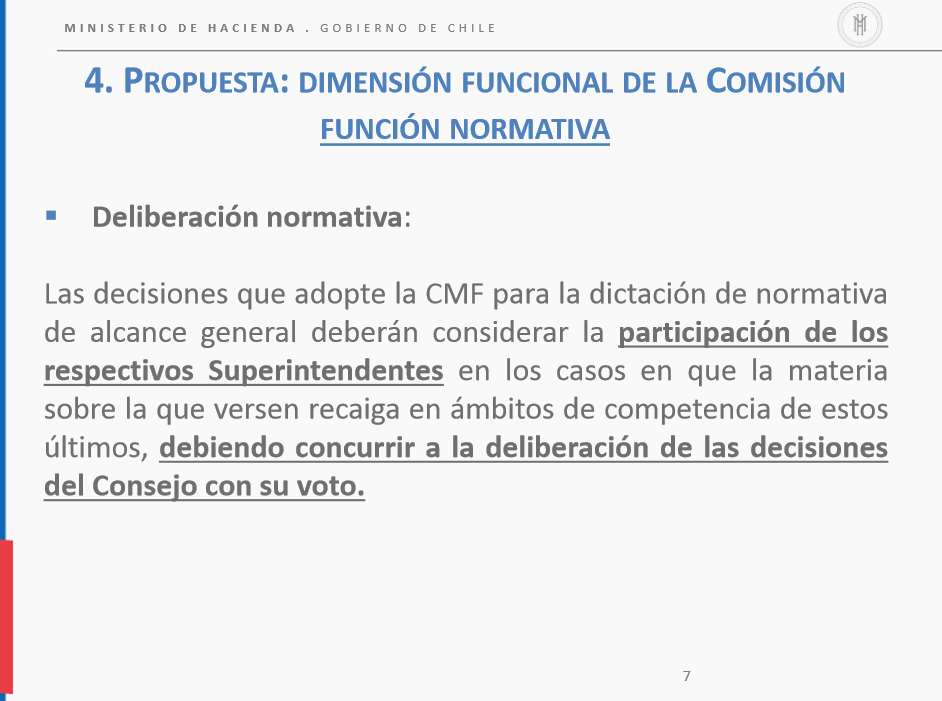 MINISTERIO DE HACIENDA . GOBIERNO DE CHILE
4. PROPUESTA: DIMENSIÓN FUNCIONAL DE LA COMISIÓN
FUNCIÓN NORMATIVA
▪ Deliberación normativa:
Las decisiones que adopte la CMF para la dictación de normativa
de alcance general deberán considerar la participación de los
respectivos Superintendentes en los casos en que la materia
sobre la que versen recaiga en ámbitos de competencia de estos
últimos, debiendo concurrir a la deliberación de las decisiones
del Consejo con su voto.
7